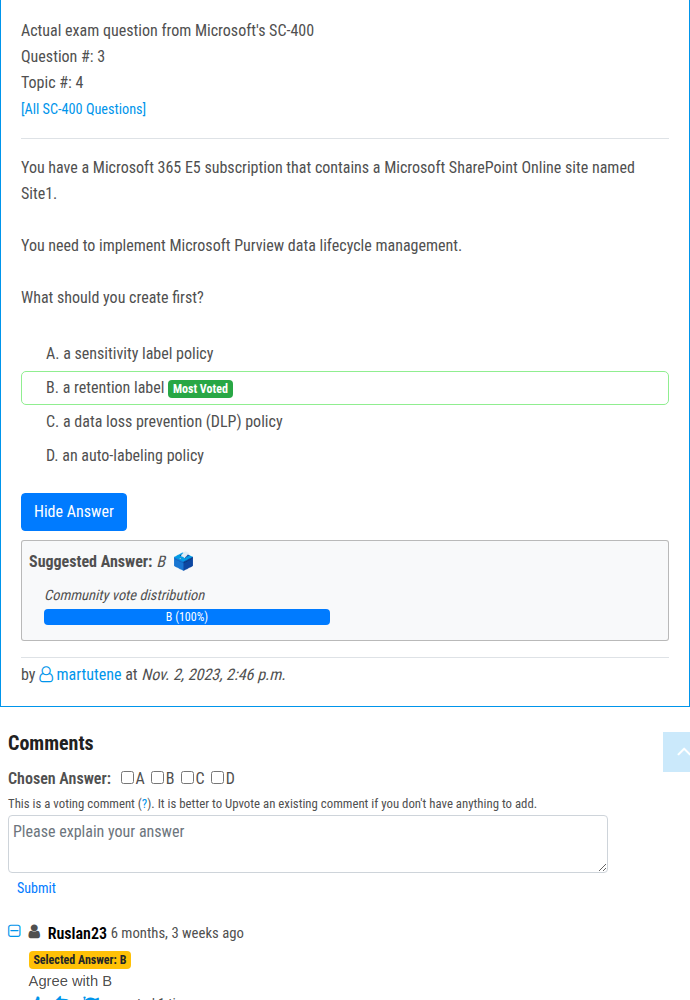 Actual exam question from Microsoft's SC-400
Question #: 3
Topic #: 4
[All SC-400 Questions]
You have a Microsoft 365 E5 subscription that contains a Microsoft SharePoint Online site named
Site1.
You need to implement Microsoft Purview data lifecycle management.
What should you create first?
A. a sensitivity label policy
B. a retention label Most Voted
C. a data loss prevention (DLP) policy
D. an auto-labeling policy
Hide Answer
Suggested Answer: B
Community vote distribution
B (100%)
by martutene at Nov. 2, 2023, 2:46 p.m.
Comments
Chosen Answer: A B C D
This is a voting comment (?). It is better to Upvote an existing comment if you don't have anything to add.
Please explain your answer
Submit
Ruslan23 6 months, 3 weeks ago
Selected Answer: B
Agree with B